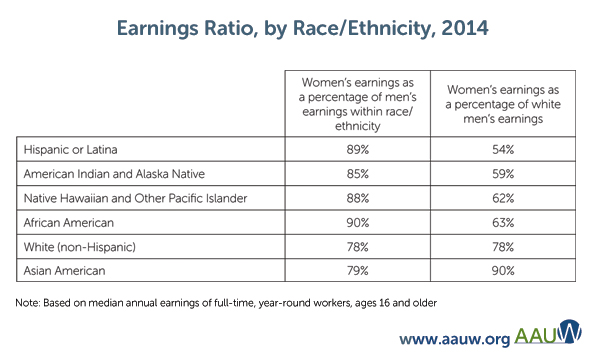 Earnings Ratio, by Race/Ethnicity, 2014
Women's earnings as
a percentage of men's
earnings within race/
ethnicity
Women's earnings as
a percentage of white
men's earnings
Hispanic or Latina 89% 54%
American Indian and Alaska Native 85% 59%
Native Hawaiian and Other Pacific Islander 88% 62%
African American 90% 63%
White (non-Hispanic) 78% 78%
Asian American 79% 90%
Note: Based on median annual earnings of full-time, year-round workers, ages 16 and older
www.aauw.org AAUW